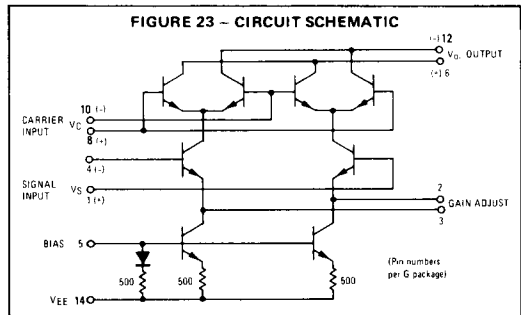 FIGURE 23 – CIRCUIT SCHEMATIC
(–) 12
Vo, OUTPUT
(+) 6
10 (–)
CARRIER INPUT VC
8 (+)
4 (–)
SIGNAL INPUT VS
1 (+)
2
GAIN ADJUST
3
BIAS 5
(Pin numbers per G package)
500
500
500
VEE 14